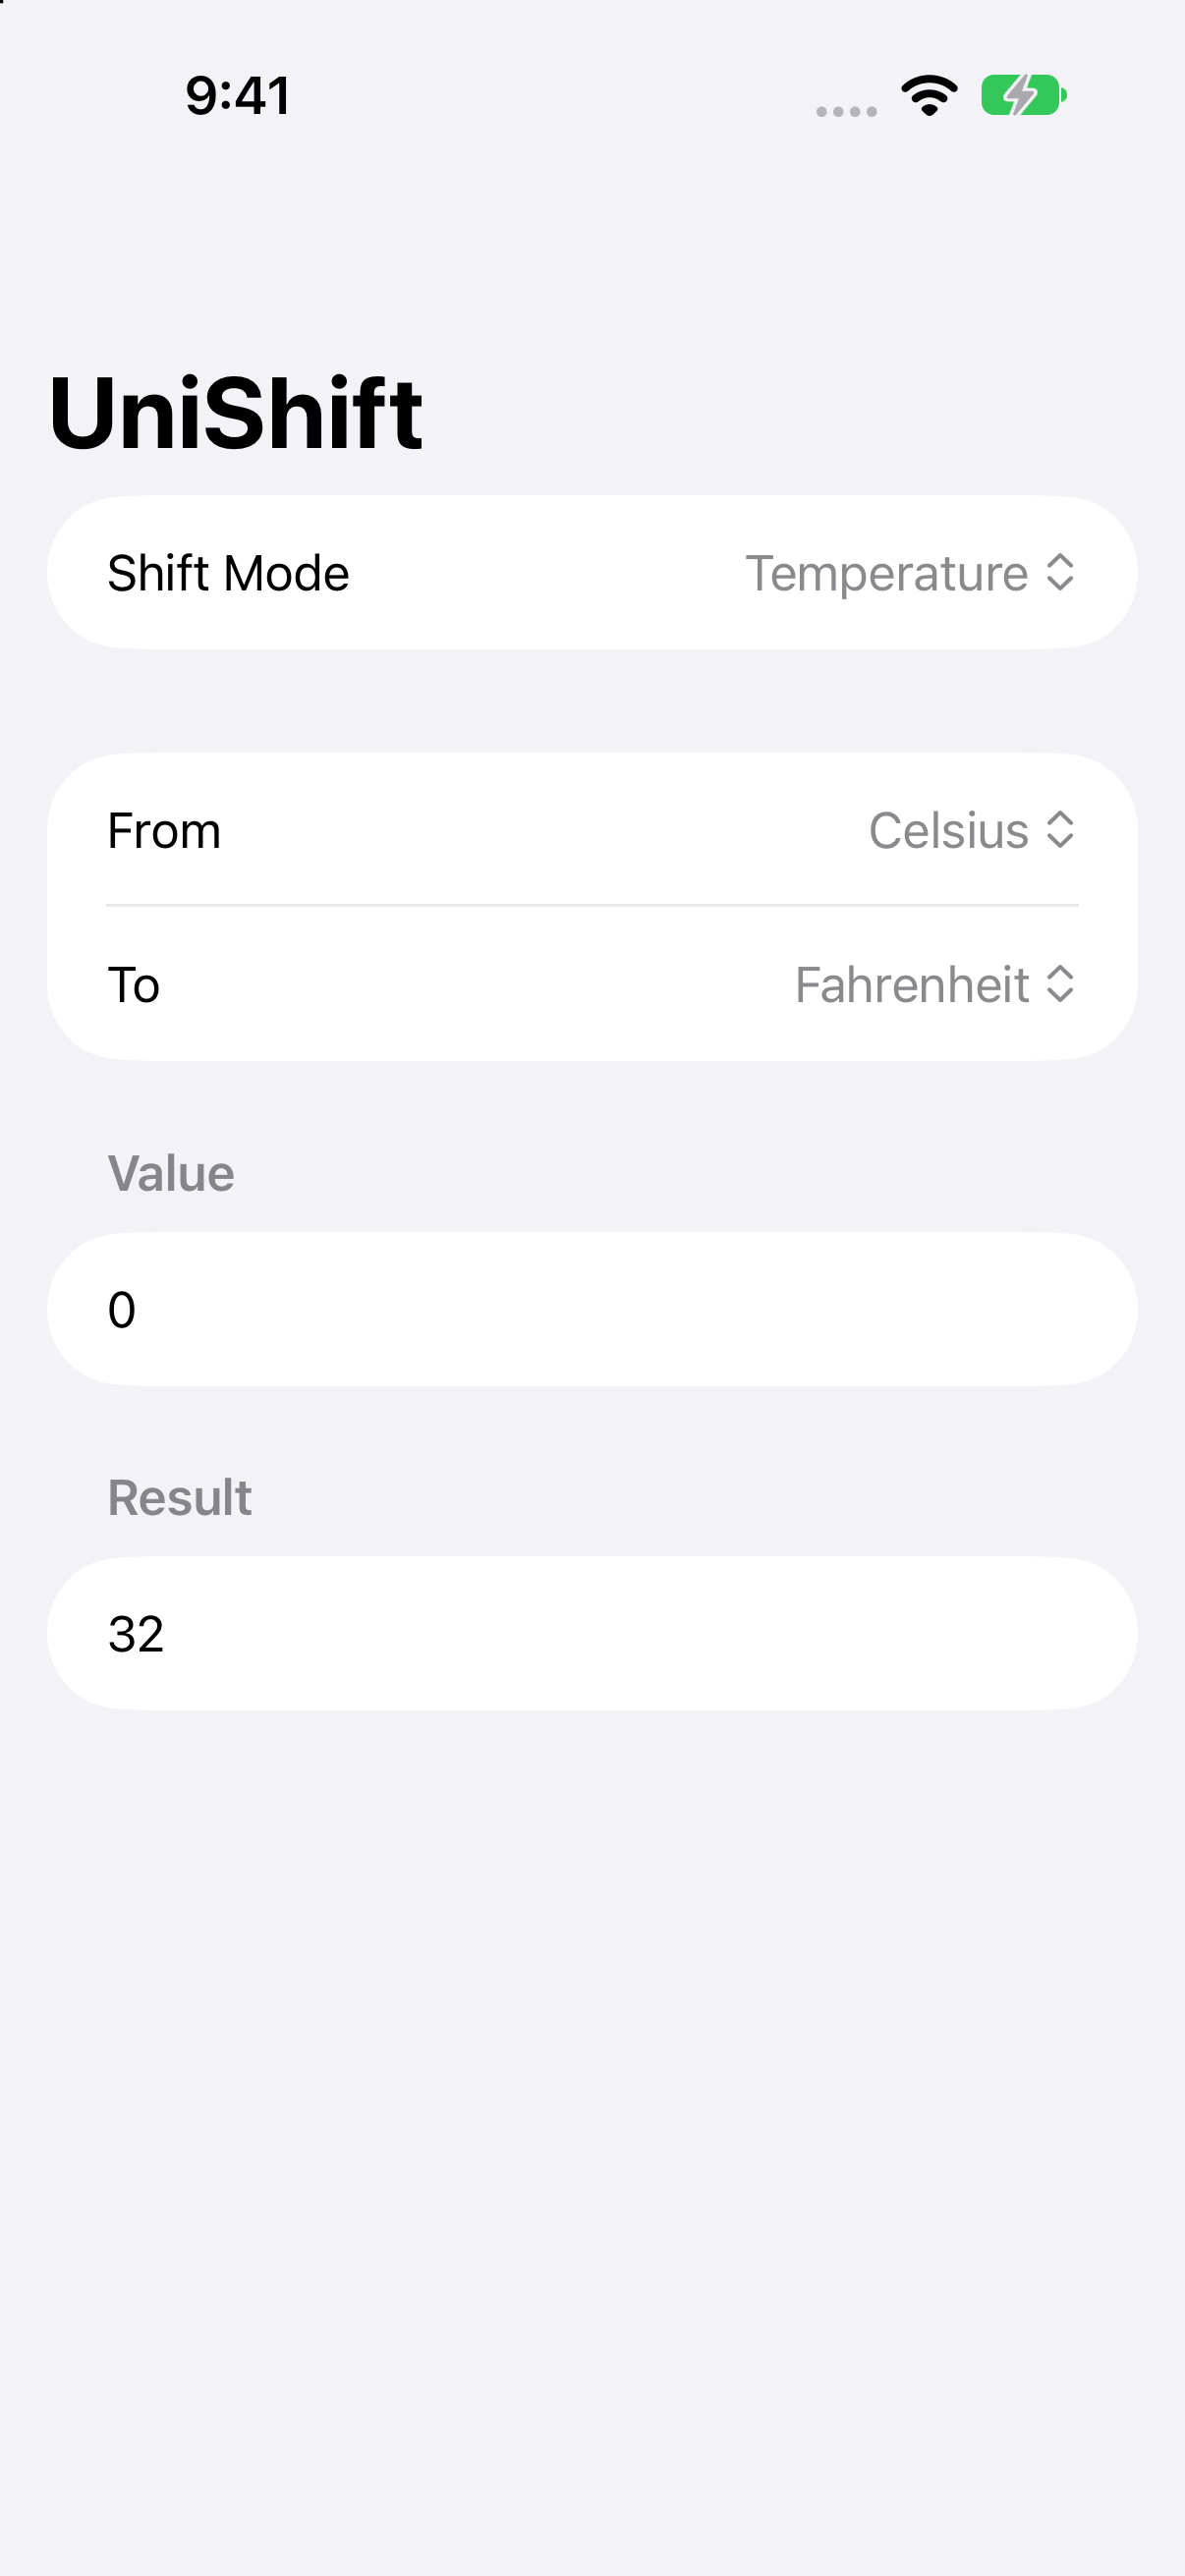 9:41
UniShift
Shift Mode Temperature
From Celsius
To Fahrenheit
Value
0
Result
32